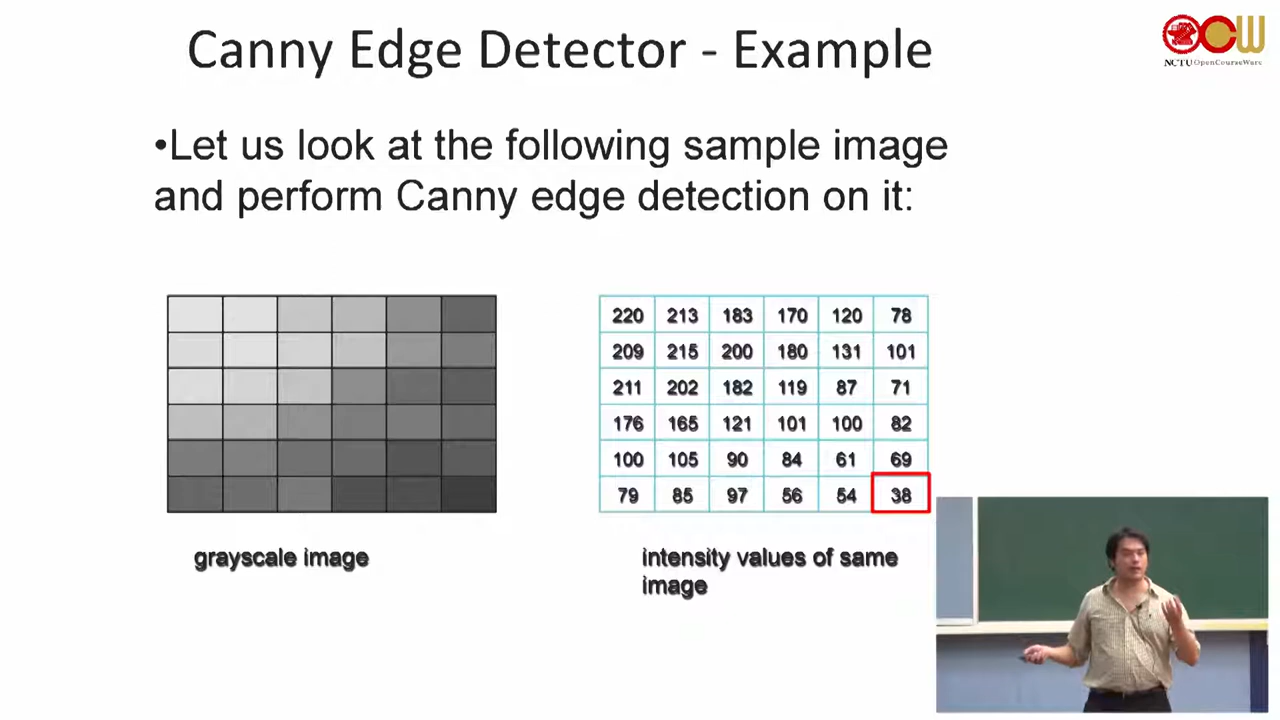 Canny Edge Detector - Example
NCTU OpenCourseWare
•Let us look at the following sample image
and perform Canny edge detection on it:
220 213 183 170 120 78
209 215 200 180 131 101
211 202 182 119 87 71
176 165 121 101 100 82
100 105 90 84 61 69
79 85 97 56 54 38
grayscale image
intensity values of same
image